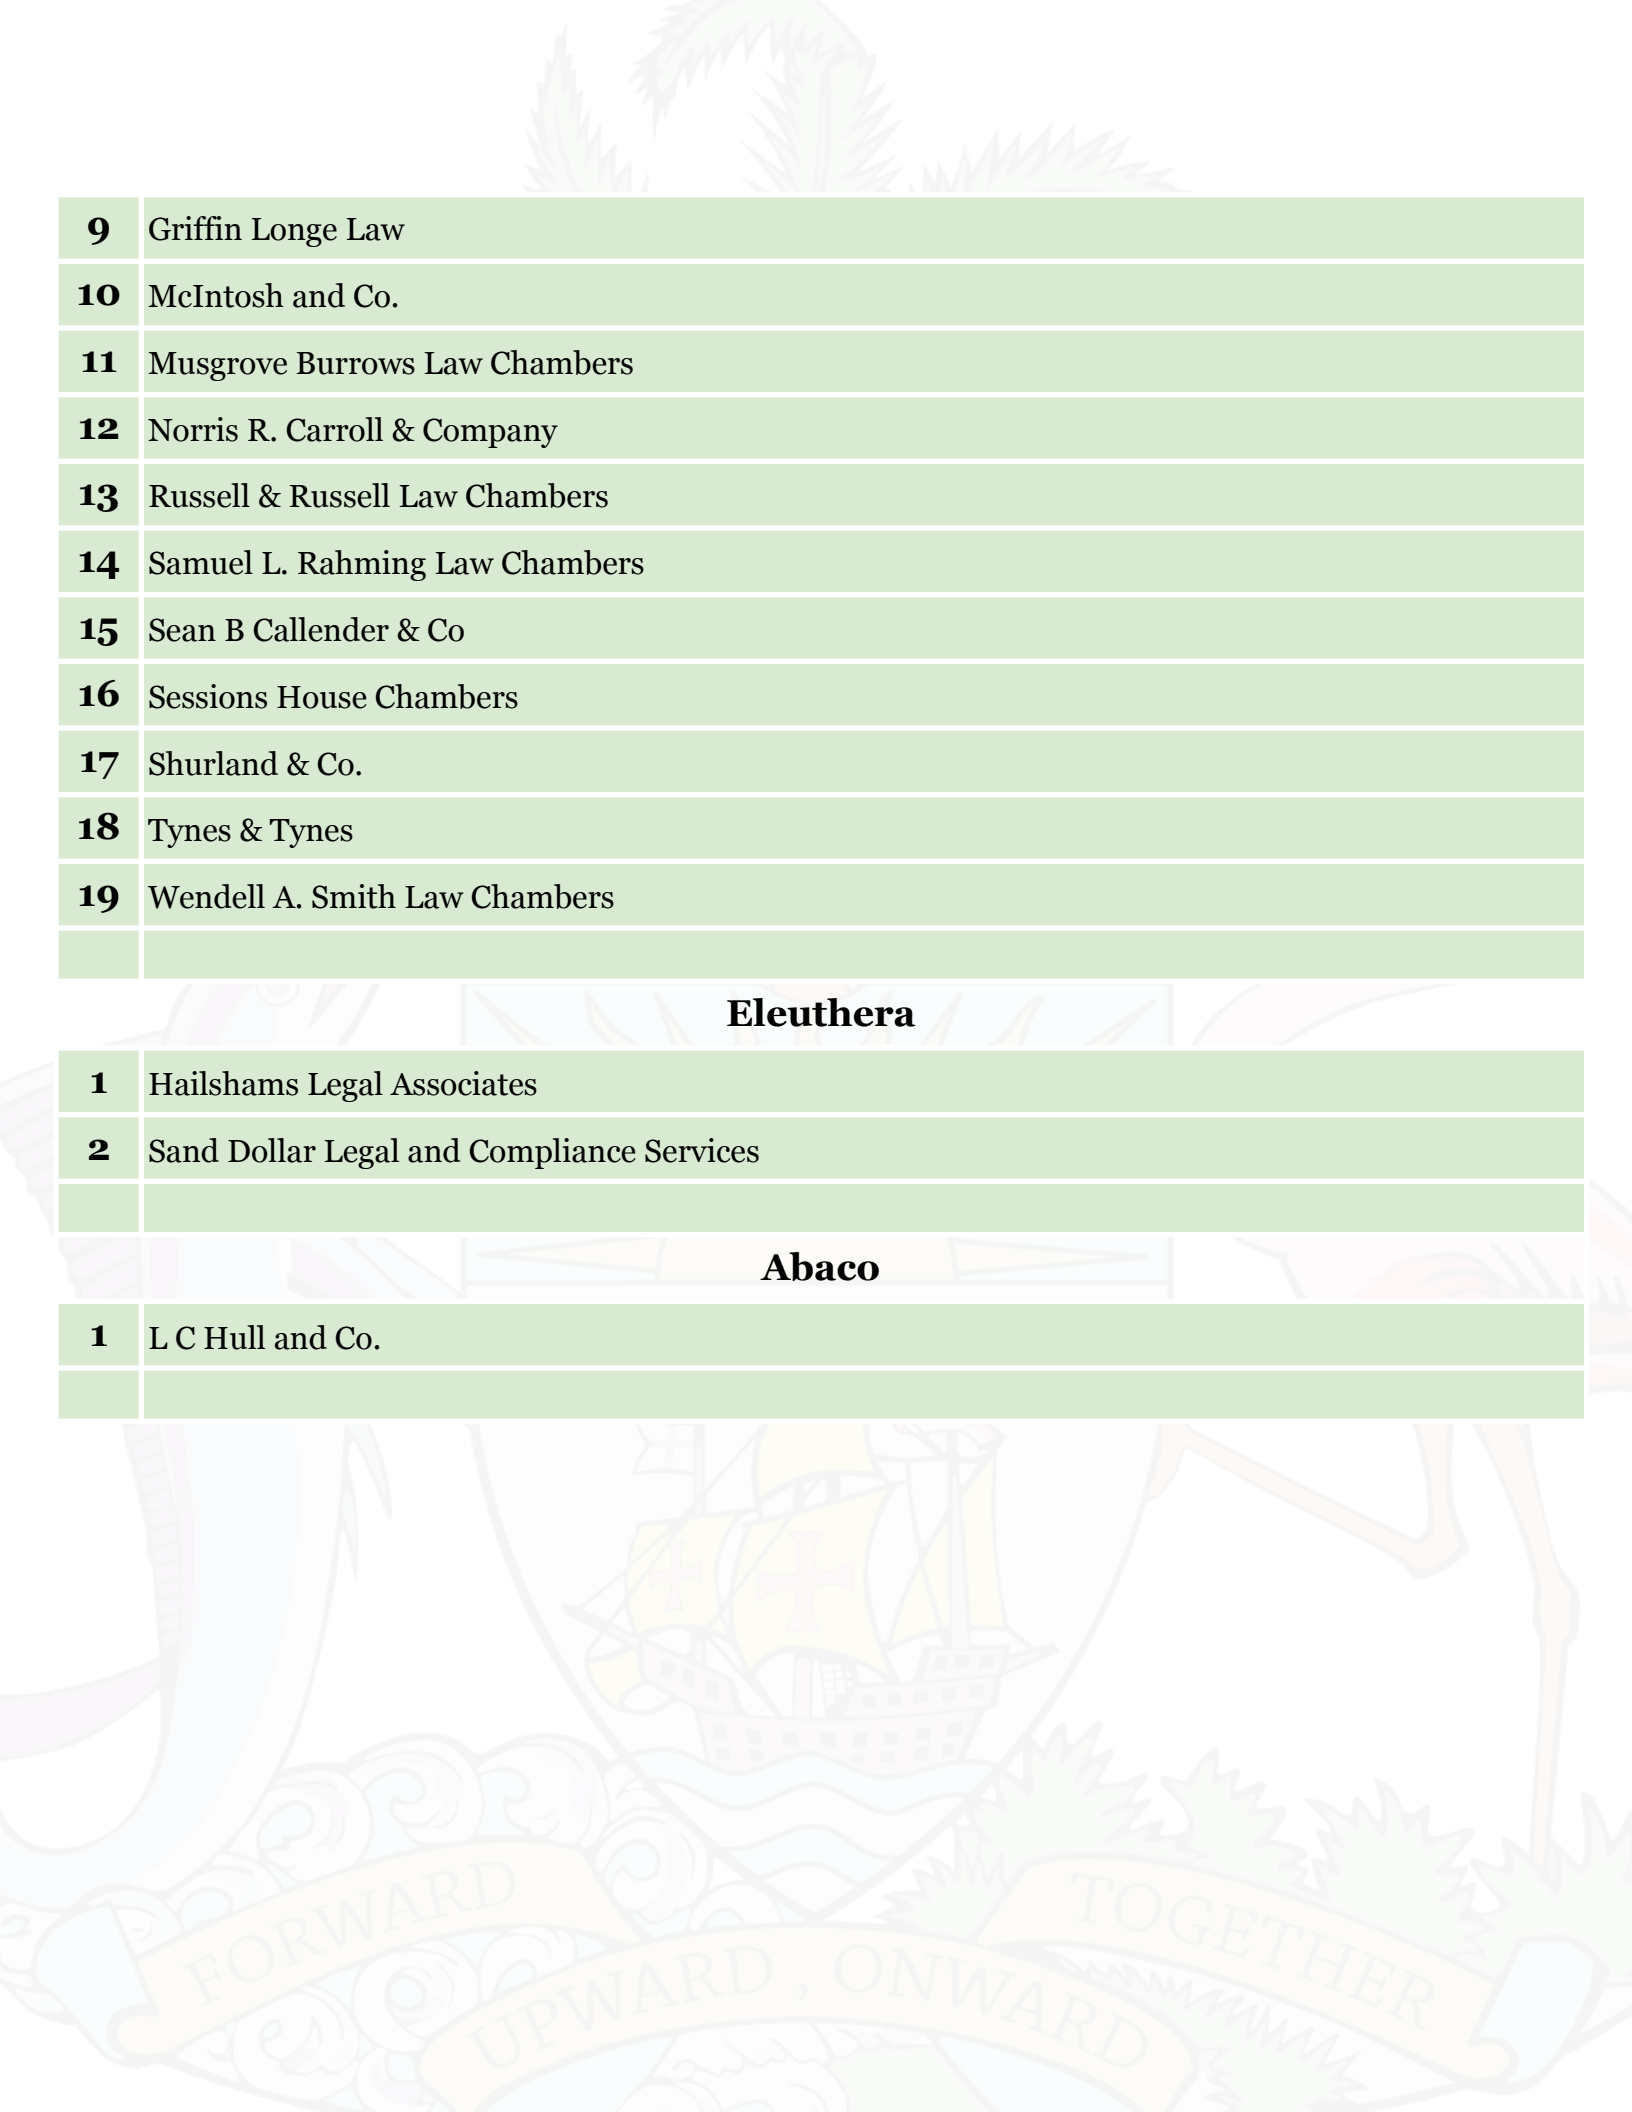 9 Griffin Longe Law
10 McIntosh and Co.
11 Musgrove Burrows Law Chambers
12 Norris R. Carroll & Company
13 Russell & Russell Law Chambers
14 Samuel L. Rahming Law Chambers
15 Sean B Callender & Co
16 Sessions House Chambers
17 Shurland & Co.
18 Tynes & Tynes
19 Wendell A. Smith Law Chambers
Eleuthera
1 Hailshams Legal Associates
2 Sand Dollar Legal and Compliance Services
Abaco
1 L C Hull and Co.
FORWARD
UPWARD , ONWARD
TOGETHER